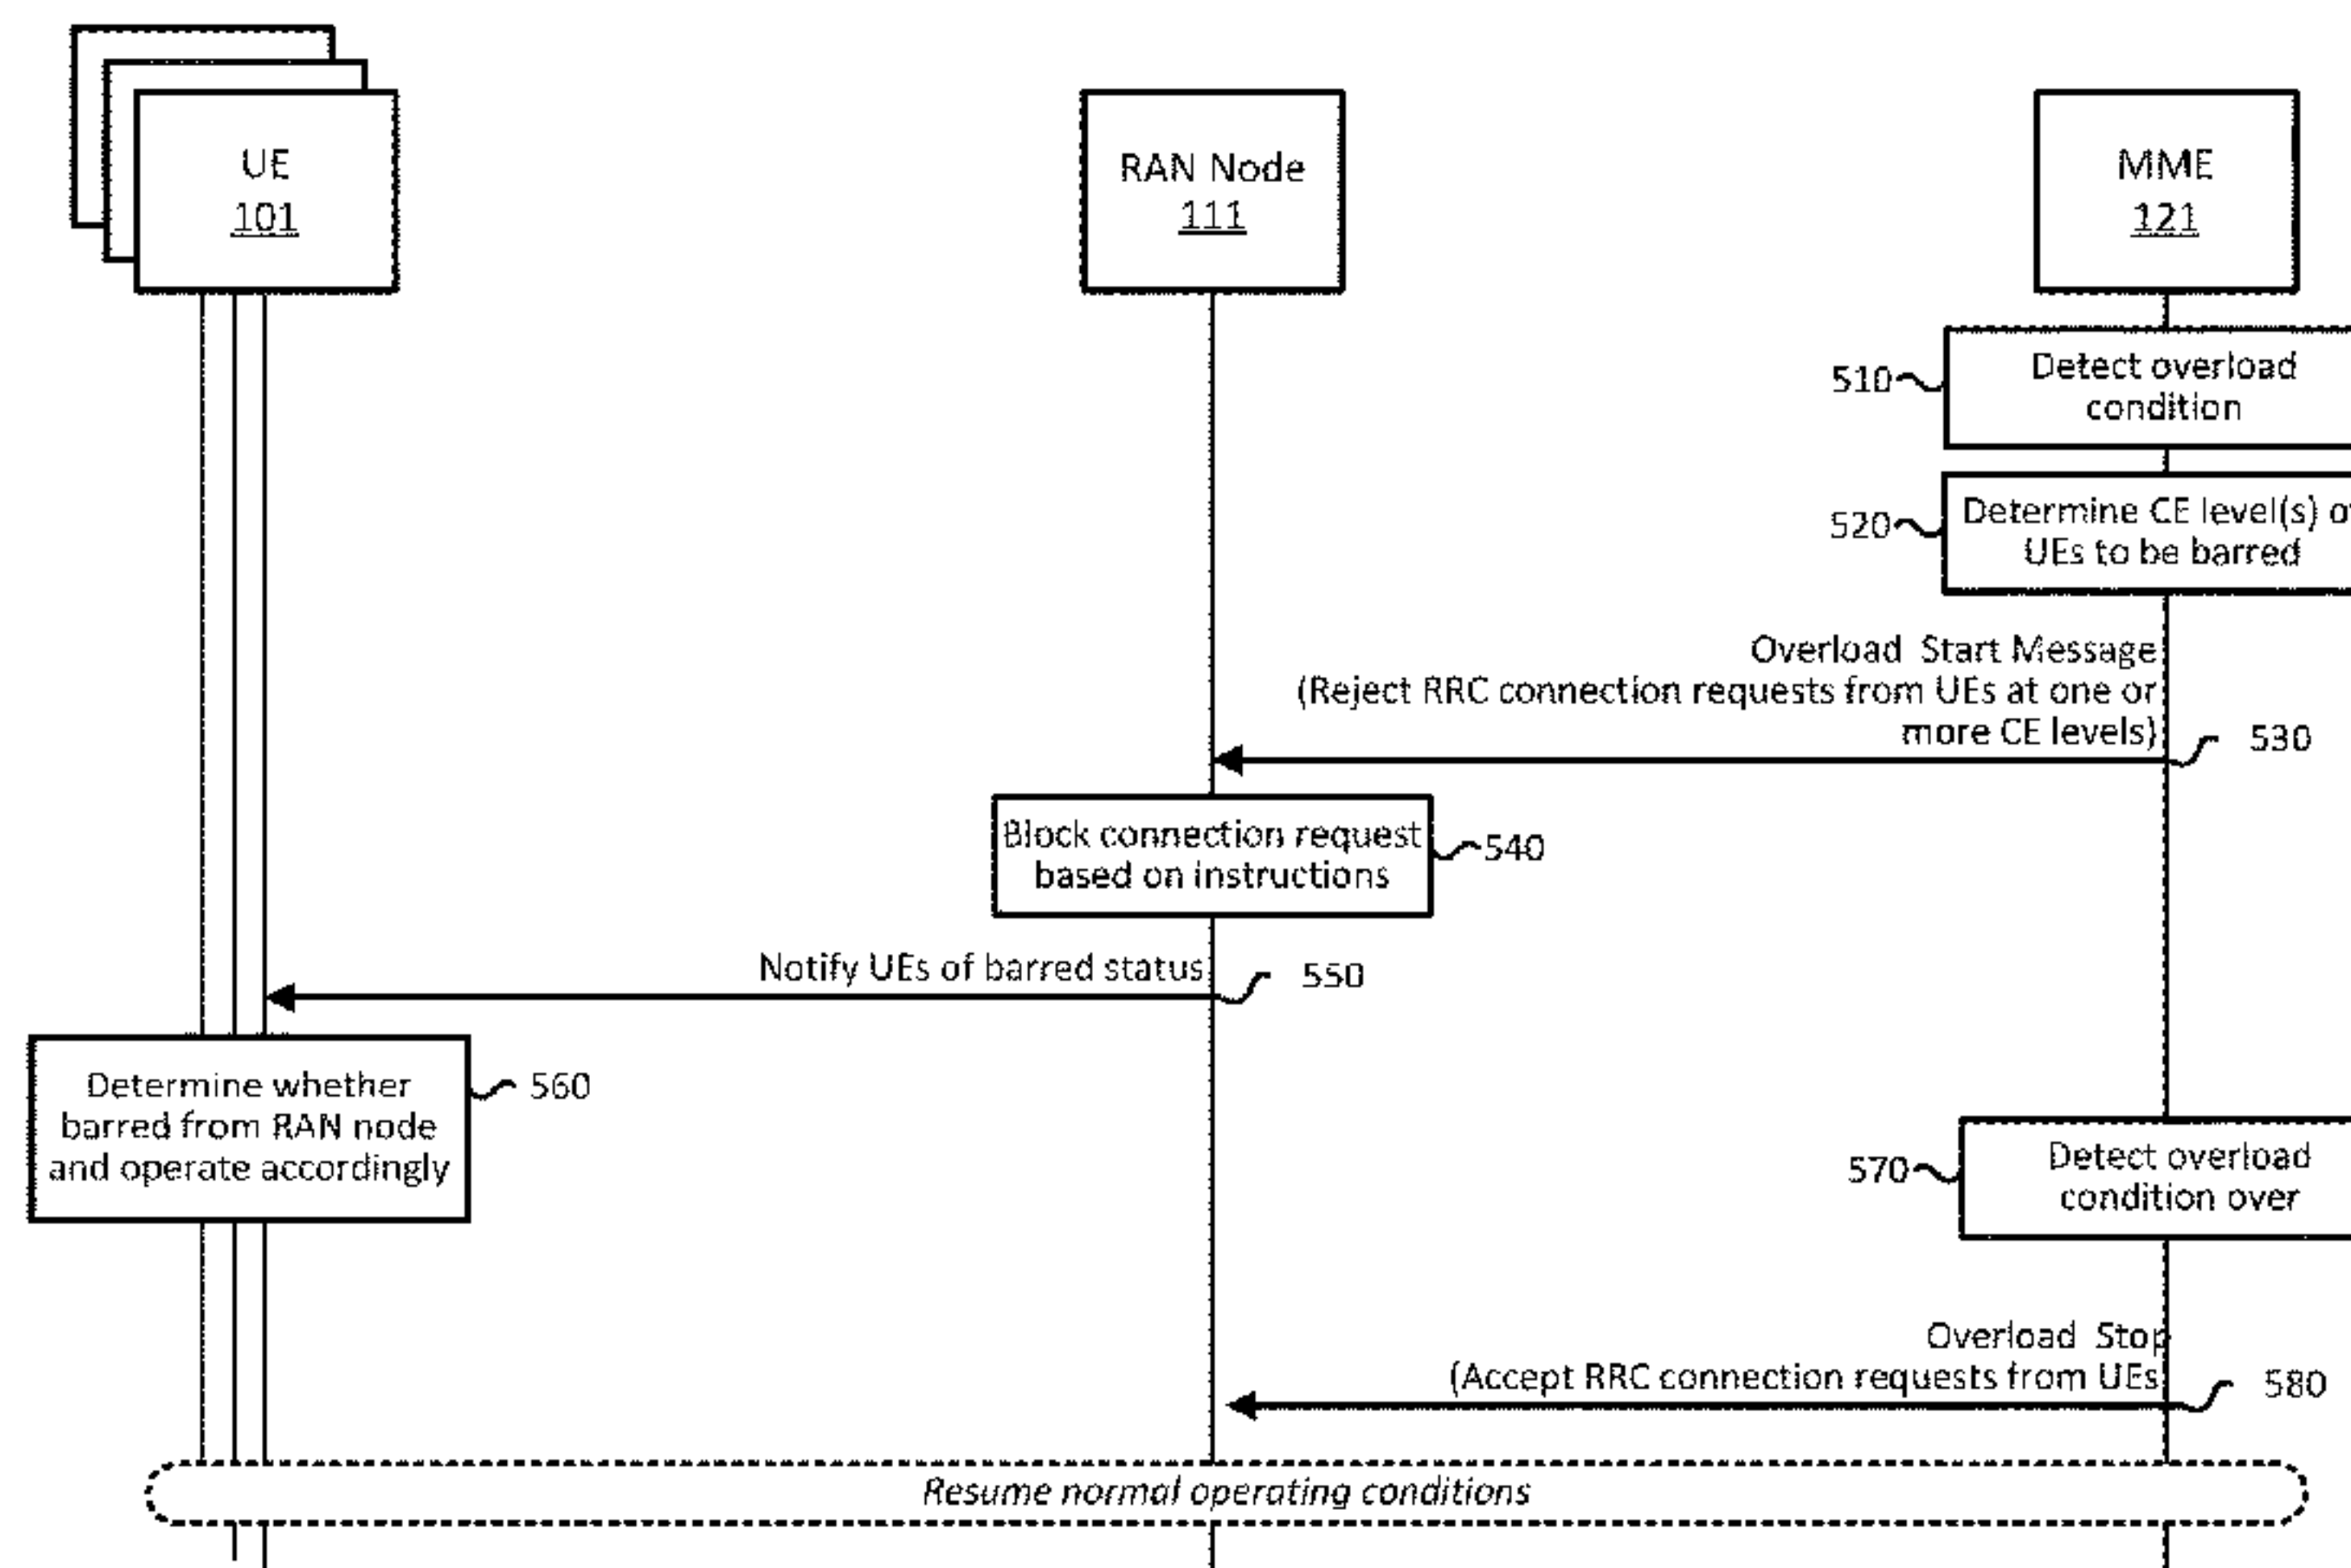 UE
101
RAN Node
111
MME
121
510
Detect overload
condition
520
Determine CE level(s)
UEs to be barred
Overload Start Message
(Reject RRC connection requests from UEs at one or
more CE levels)
530
Block connection request
based on instructions
540
Notify UEs of barred status
550
Determine whether
barred from RAN node
and operate accordingly
560
570
Detect overload
condition over
Overload Stop
(Accept RRC connection requests from UEs
580
Resume normal operating conditions